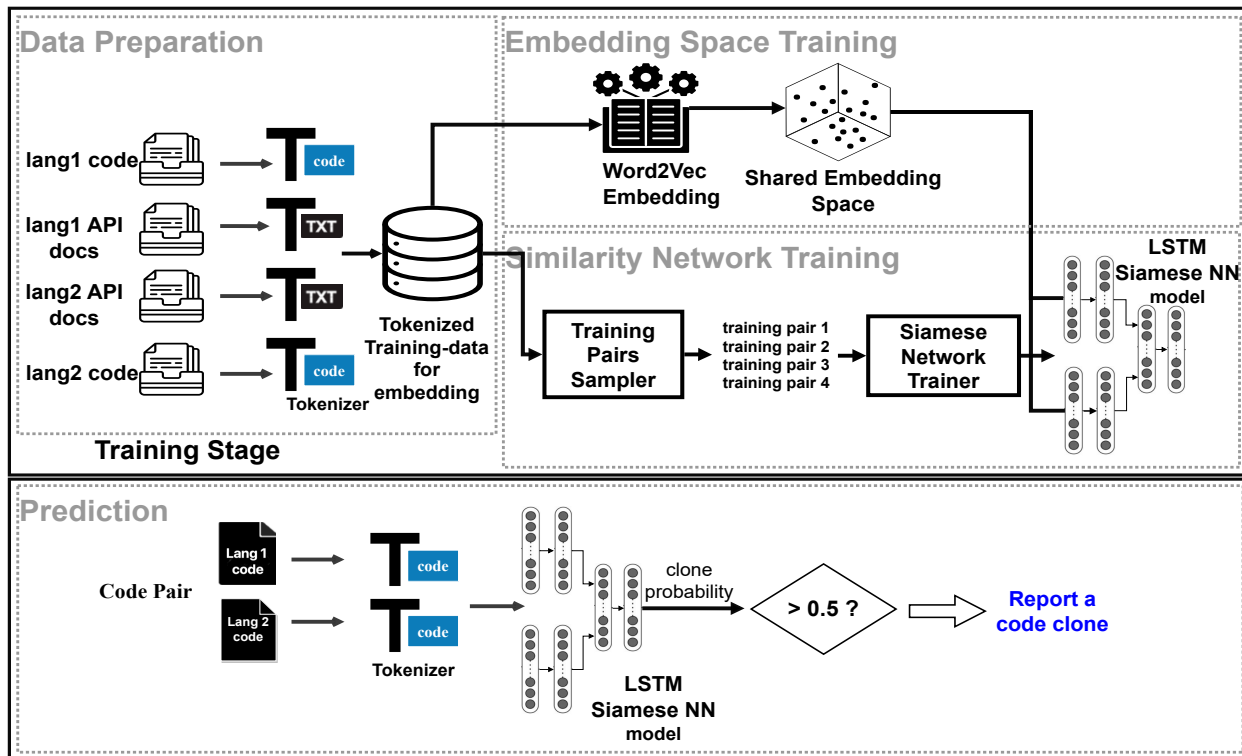 Data Preparation
lang1 code
code
lang1 API
docs
TXT
lang2 API
docs
TXT
lang2 code
code
Tokenizer
Tokenized
Training-data
for
embedding
Training Stage
Embedding Space Training
Word2Vec
Embedding
Shared Embedding
Space
Similarity Network Training
Training
Pairs
Sampler
training pair 1
training pair 2
training pair 3
training pair 4
Siamese
Network
Trainer
LSTM
Siamese NN
model
Prediction
Code Pair
Lang 1
code
Lang 2
code
code
code
Tokenizer
LSTM
Siamese NN
model
clone
probability
> 0.5 ?
Report a
code clone